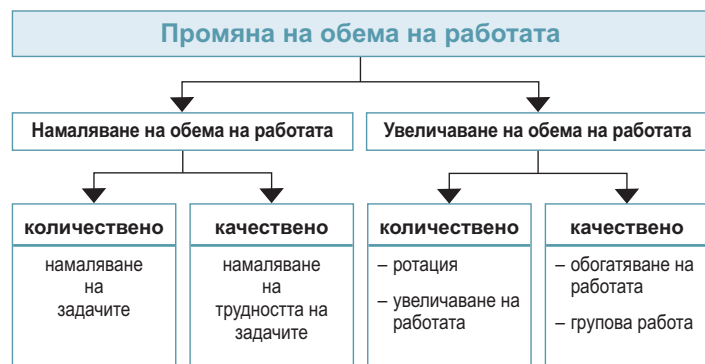 Промяна на обема на работата
Намаляване на обема на работата
Увеличаване на обема на работата
количествено
намаляване
на
задачите
качествено
намаляване
на
трудността на
задачите
количествено
– ротация
– увеличаване на
работата
качествено
– обогатяване на
работата
– групова работа